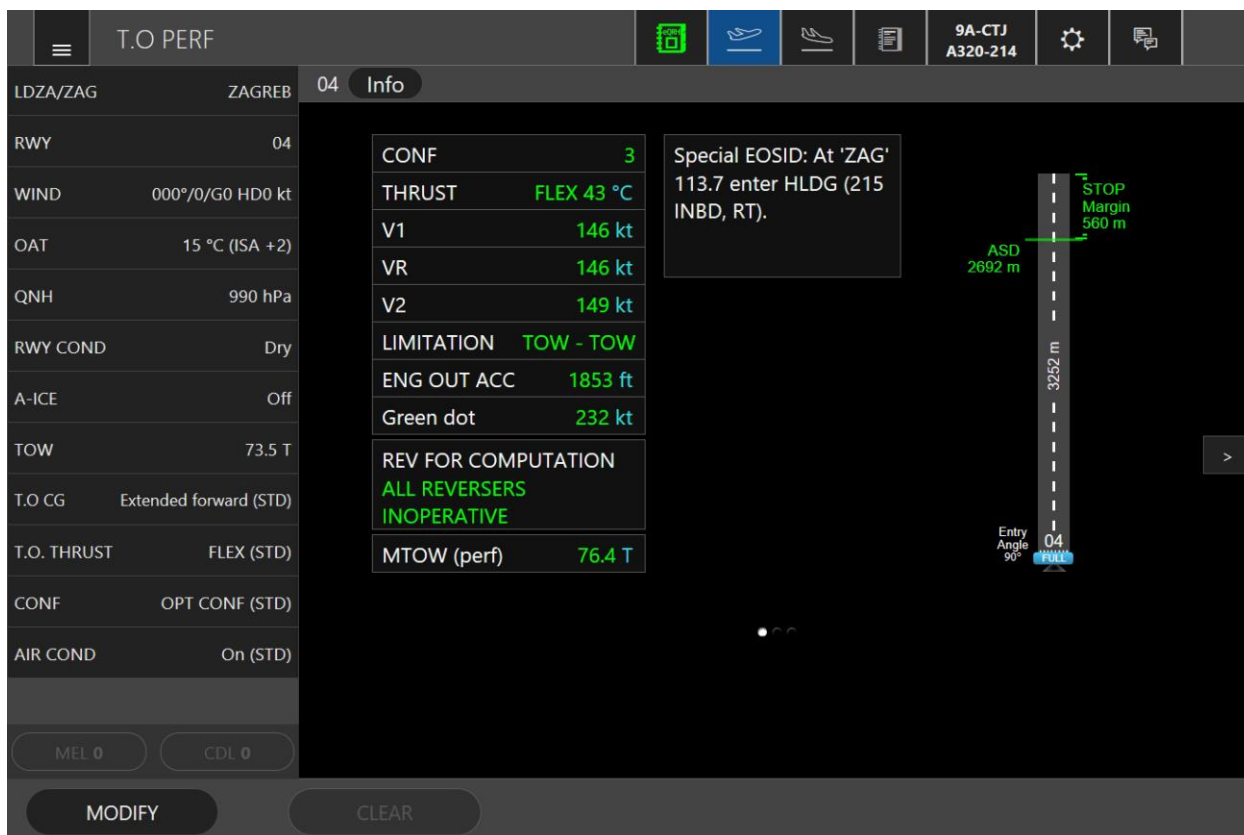 T.O PERF
eQRH
9A-CTJ
A320-214
LDZA/ZAG ZAGREB
RWY 04
WIND 000°/0/G0 HD0 kt
OAT 15 °C (ISA +2)
QNH 990 hPa
RWY COND Dry
A-ICE Off
TOW 73.5 T
T.O CG Extended forward (STD)
T.O. THRUST FLEX (STD)
CONF OPT CONF (STD)
AIR COND On (STD)
MEL 0 CDL 0
MODIFY CLEAR
04 Info
CONF 3
THRUST FLEX 43 °C
V1 146 kt
VR 146 kt
V2 149 kt
LIMITATION TOW - TOW
ENG OUT ACC 1853 ft
Green dot 232 kt
REV FOR COMPUTATION
ALL REVERSERS
INOPERATIVE
MTOW (perf) 76.4 T
Special EOSID: At 'ZAG'
113.7 enter HLDG (215
INBD, RT).
STOP
Margin
560 m
ASD
2692 m
3252 m
Entry
Angle
90°
04
FULL
>